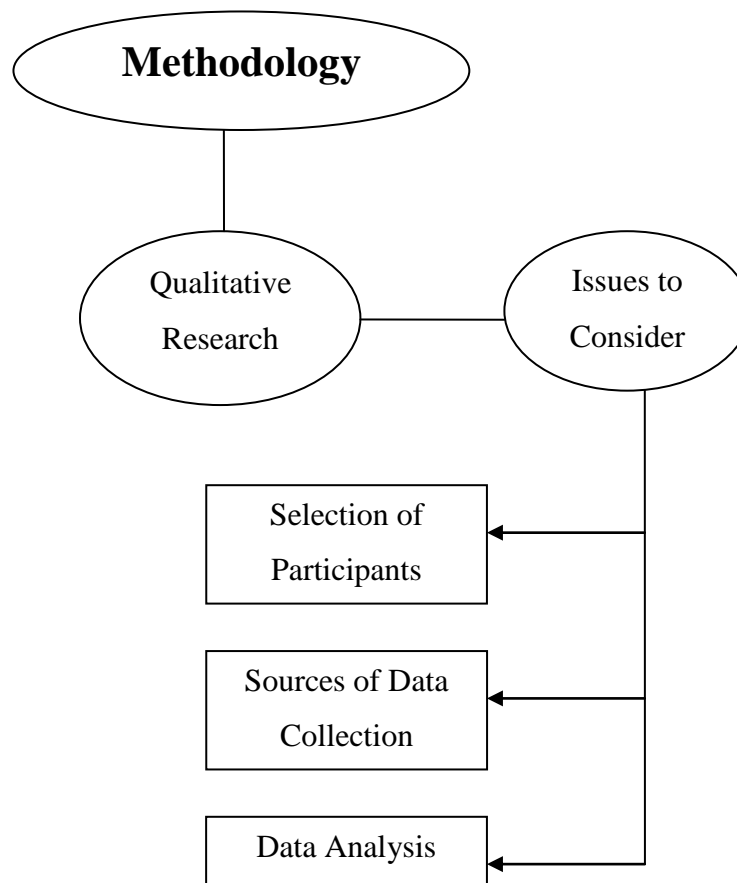 Methodology
Qualitative
Research
Issues to
Consider
Selection of
Participants
Sources of Data
Collection
Data Analysis